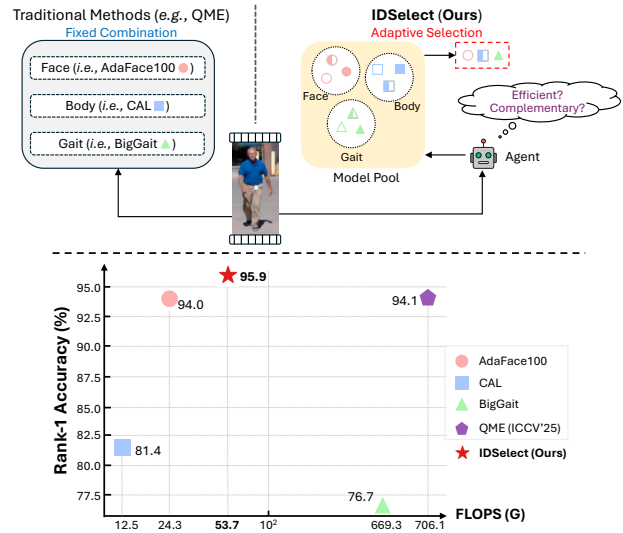 Traditional Methods (e.g., QME)
Fixed Combination
Face (i.e., AdaFace100 )
Body (i.e., CAL )
Gait (i.e., BigGait )
IDSelect (Ours)
Adaptive Selection
Face
Body
Gait
Model Pool
Efficient?
Complementary?
Agent
Rank-1 Accuracy (%)
95.0
92.5
90.0
87.5
85.0
82.5
80.0
77.5
95.9
94.0
94.1
81.4
76.7
AdaFace100
CAL
BigGait
QME (ICCV'25)
IDSelect (Ours)
12.5
24.3
53.7
10²
669.3
706.1
FLOPS (G)